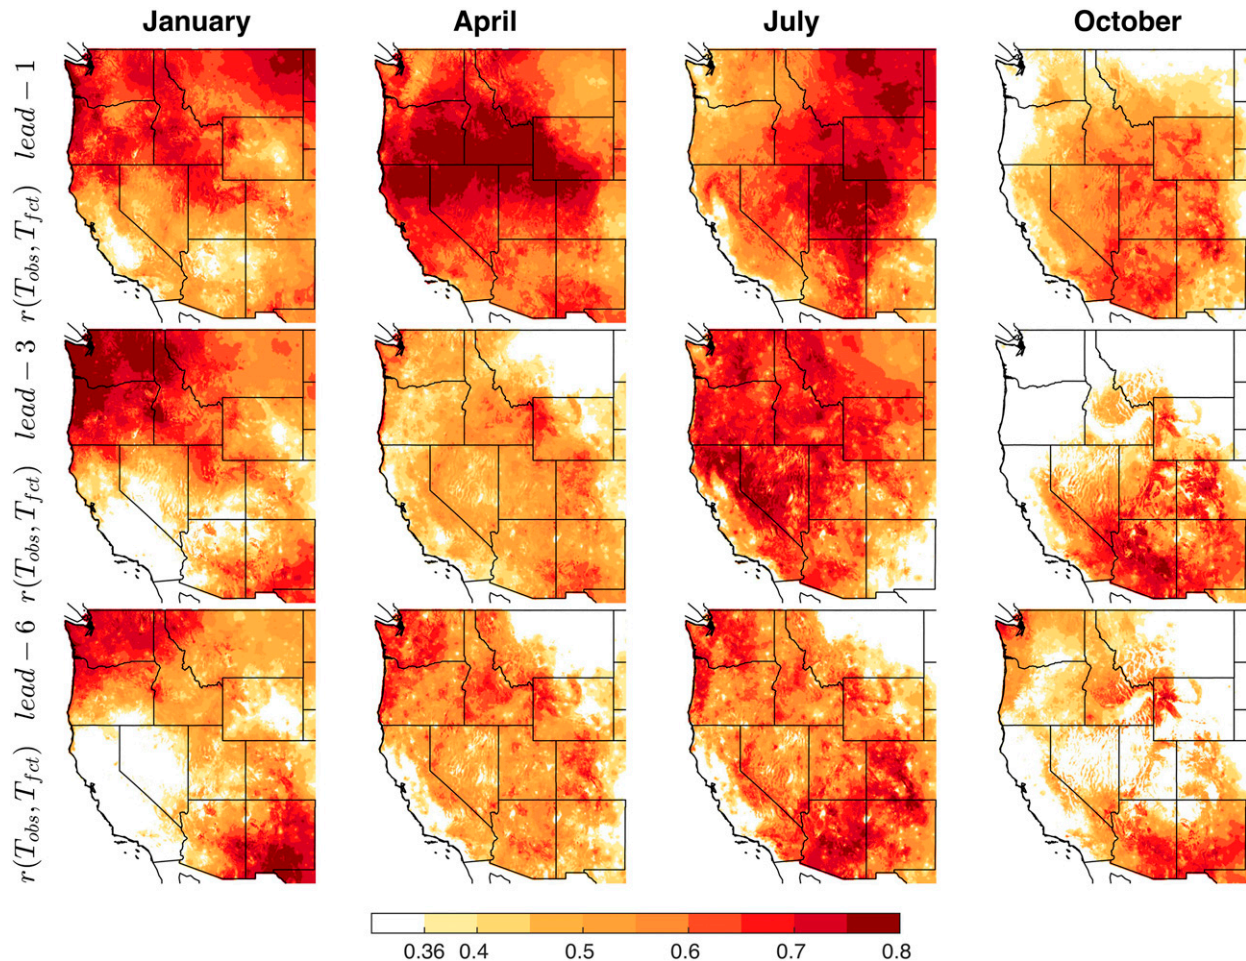 January April July October
r(T_obs, T_fct) lead − 1
r(T_obs, T_fct) lead − 3
r(T_obs, T_fct) lead − 6
0.36 0.4 0.5 0.6 0.7 0.8